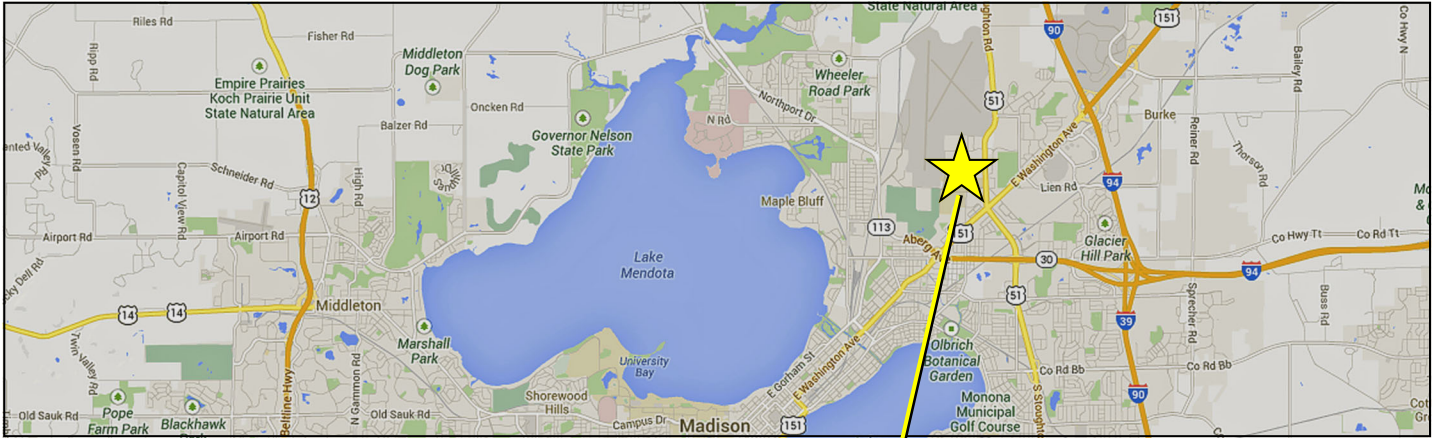 State Natural Area
Riles Rd
Fisher Rd
Ripp Rd
Middleton
Dog Park
Empire Prairies
Koch Prairie Unit
State Natural Area
Oncken Rd
Balzer Rd
Governor Nelson
State Park
N Rd
Northport Dr
Wheeler
Road Park
51
90
151
Burke
Bailey Rd
Co Hwy N
Vosen Rd
Schneider Rd
Capitol View Rd
High Rd
12
Airport Rd
Airport Rd
Maple Bluff
113
Aberg Ave
151
E Washington Ave
Lien Rd
94
Reiner Rd
Thorson Rd
Glacier
Hill Park
30
Co Hwy Tt
Co Rd Tt
94
Lake
Mendota
14
14
Middleton
Marshall
Park
University
Bay
51
39
Sprecher Rd
Buss Rd
Twin Valley Rd
Beltline Hwy
N Gammon Rd
Pope
Farm Park
Blackhawk
Old Sauk Rd
Old Sauk Rd
Shorewood
Hills
Campus Dr
Madison
E Gorham St
E Washington Ave
151
Olbrich
Botanical
Garden
Monona
Municipal
Golf Course
Co Rd Bb
Co Rd Bb
90